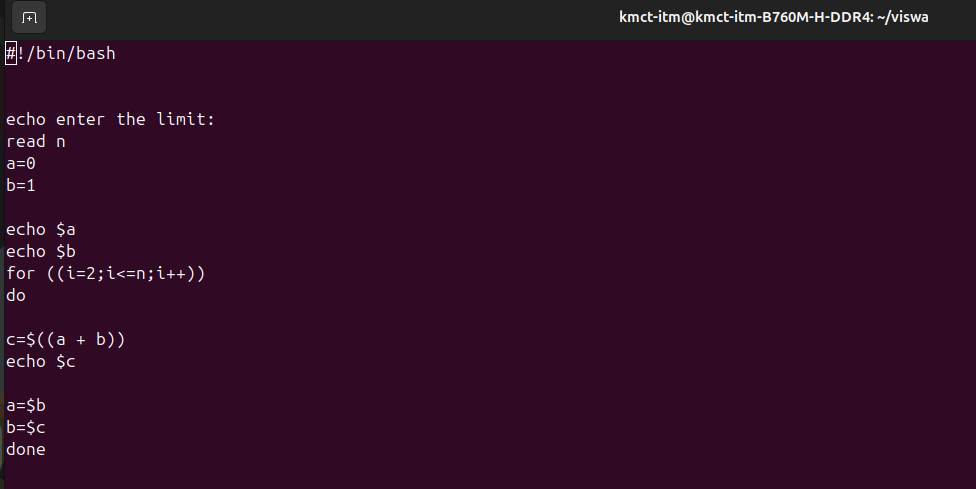 kmct-itm@kmct-itm-B760M-H-DDR4: ~/viswa
#!/bin/bash
echo enter the limit:
read n
a=0
b=1
echo $a
echo $b
for ((i=2;i<=n;i++))
do
c=$((a + b))
echo $c
a=$b
b=$c
done